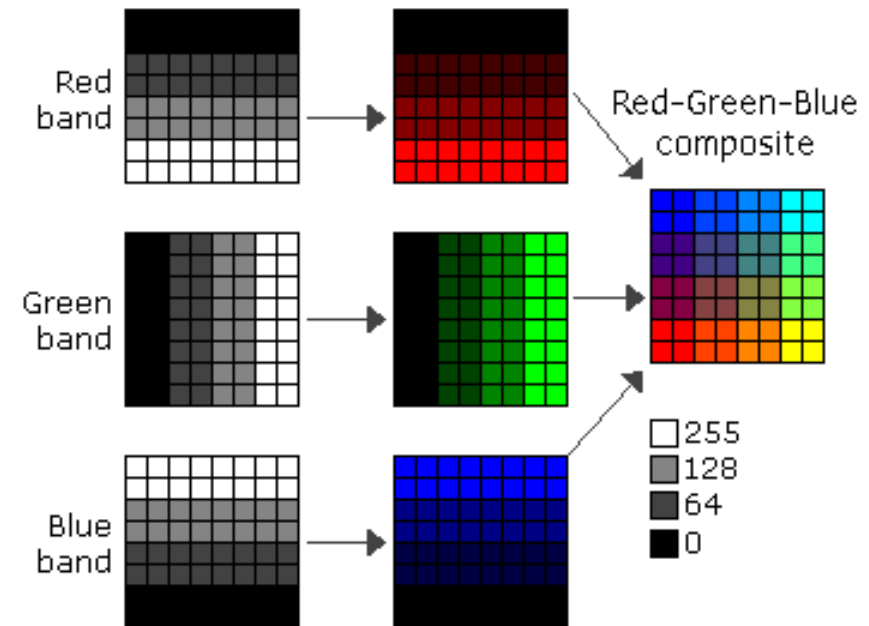 Red
band
Red-Green-Blue
composite
Green
band
255
128
64
0
Blue
band